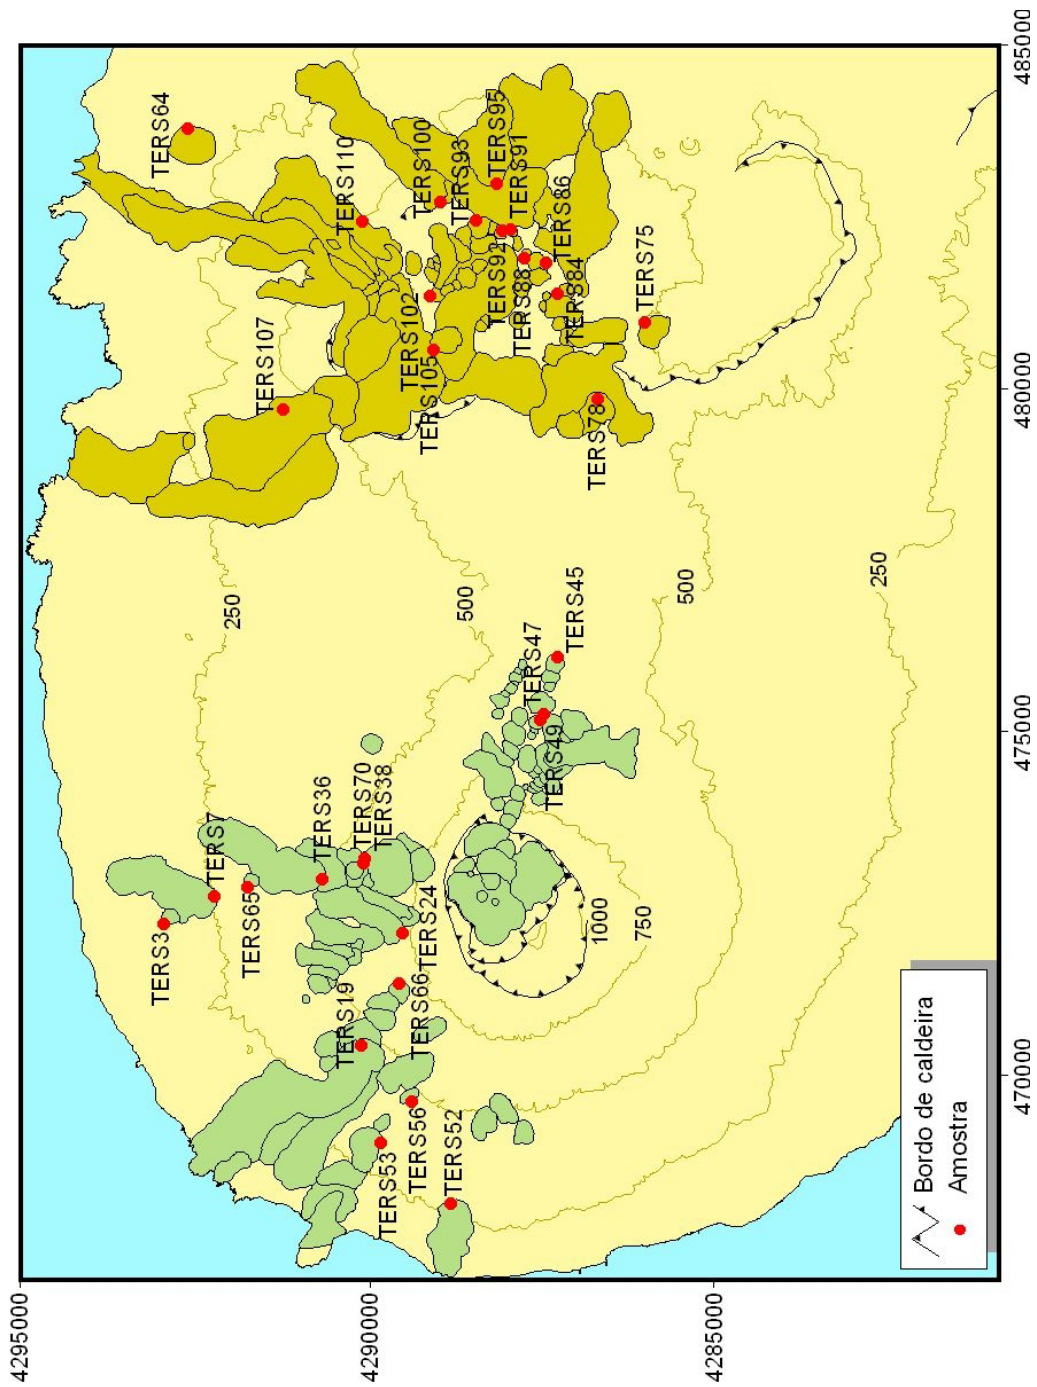 TERS64
TERS110
TERS100
TERS93
TERS95
TERS91
TERS86
TERS92
TERS88
TERS84
TERS75
TERS102
TERS105
TERS107
TERS78
250
500
500
250
TERS45
TERS47
TERS49
TERS7
TERS36
TERS70
TERS38
TERS3
TERS65
TERS24
TERS19
TERS66
TERS53
TERS56
TERS52
1000
750
Bordo de caldeira
Amostra
485000
480000
475000
470000
4295000
4290000
4285000